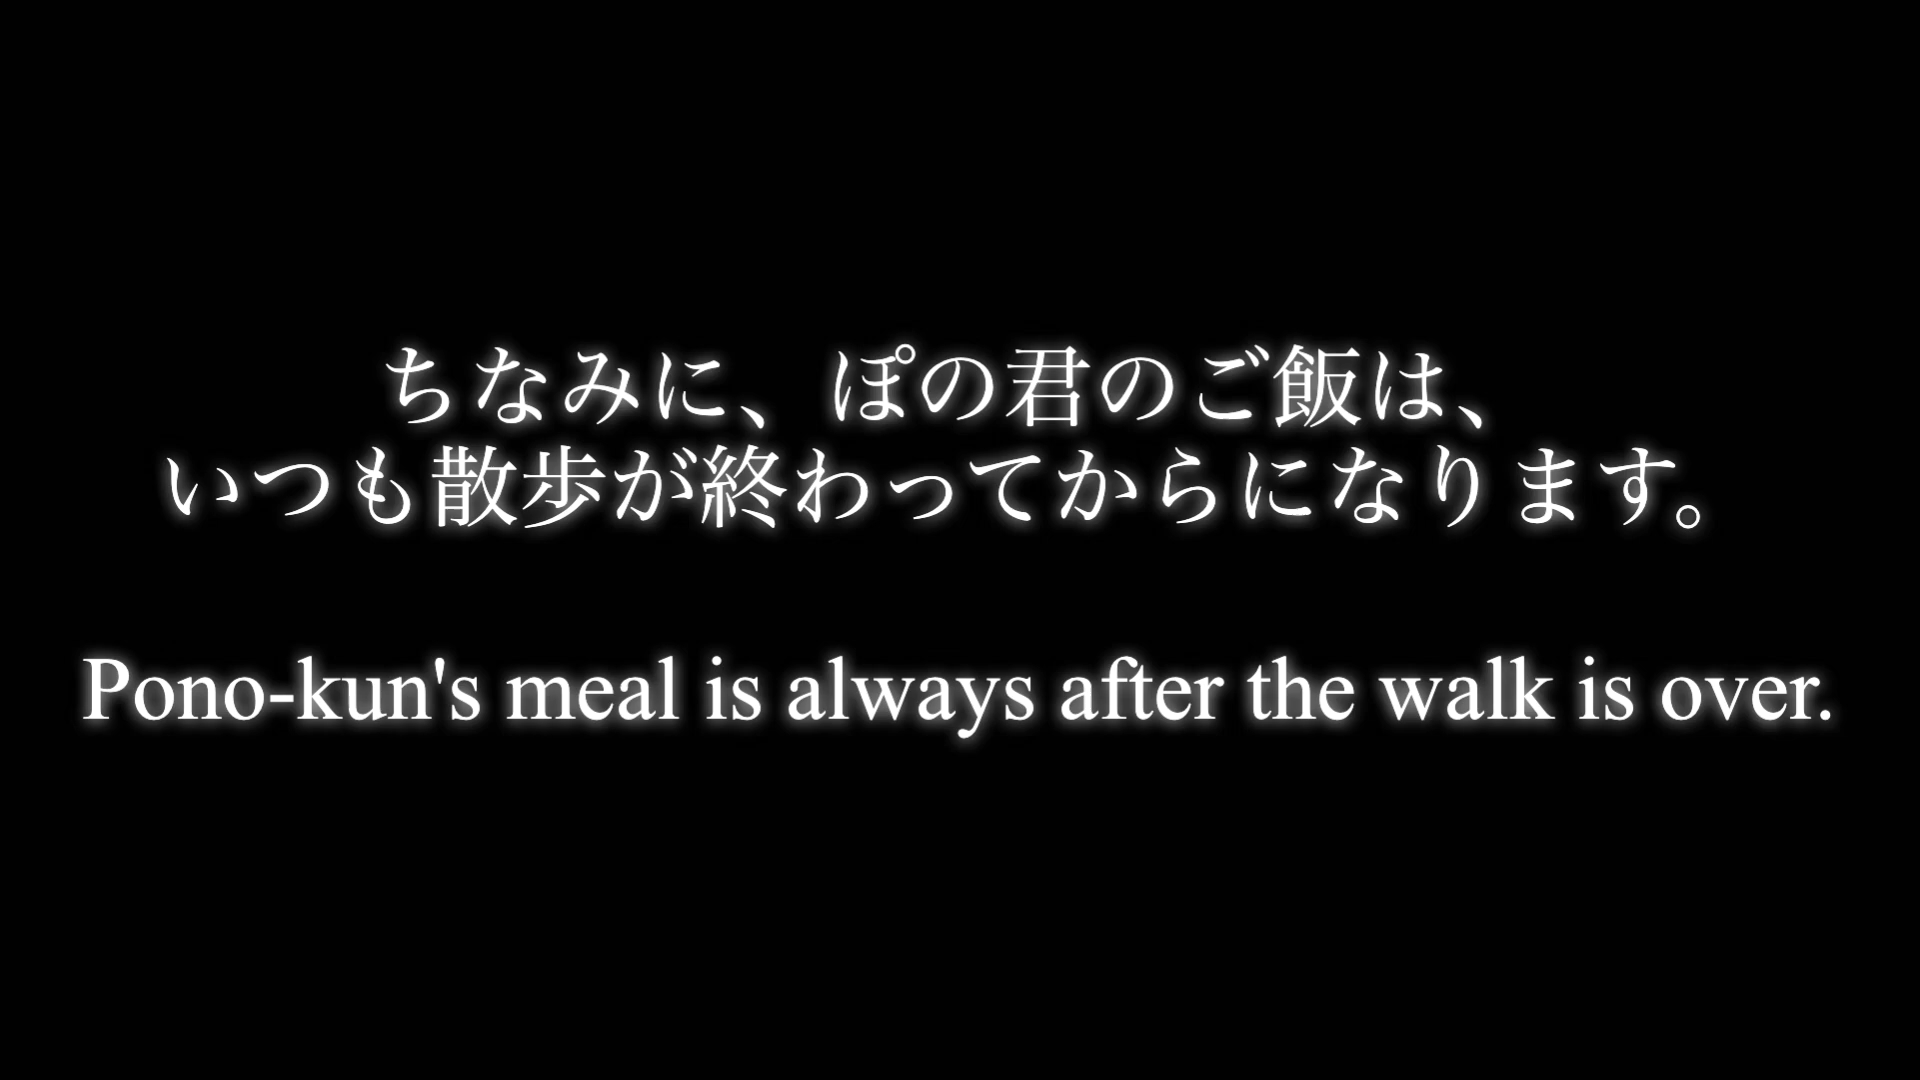 ちなみに、ぽの君のご飯は、
いつも散歩が終わってからになります。
Pono-kun's meal is always after the walk is over.